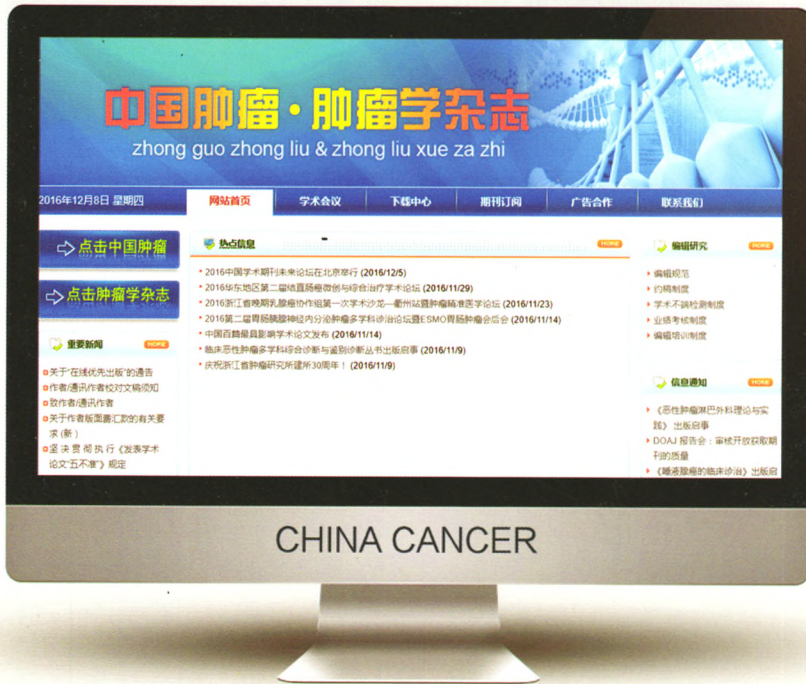 中国肿瘤·肿瘤学杂志
zhong guo zhong liu & zhong liu xue za zhi
2016年12月8日 星期四
网站首页
学术会议
下载中心
期刊订阅
广告合作
联系我们
点击中国肿瘤
点击肿瘤学杂志
重要新闻 MORE
关于“在线优先出版”的通告
作者/通讯作者校对文稿须知
致作者/通讯作者
关于作者版面费汇款的有关要
求(新)
坚决贯彻执行《发表学术
论文“五不准”》规定
热点信息 MORE
2016中国学术期刊未来论坛在北京举行 (2016/12/5)
2016华东地区第二届结直肠癌微创与综合治疗学术论坛 (2016/11/29)
2016浙江省晚期乳腺癌协作组第一次学术沙龙—衢州站暨肿瘤精准医学论坛 (2016/11/23)
2016第二届胃肠胰腺神经内分泌肿瘤多学科诊治论坛暨ESMO胃肠肿瘤会后会 (2016/11/14)
中国百篇最具影响学术论文发布 (2016/11/14)
临床恶性肿瘤多学科综合诊断与鉴别诊断丛书出版启事 (2016/11/9)
庆祝浙江省肿瘤研究所建所30周年！ (2016/11/9)
编辑研究 MORE
编辑规范
约稿制度
学术不端检测制度
业绩考核制度
编辑培训制度
信息通知 MORE
《恶性肿瘤淋巴外科理论与实
践》 出版启事
DOAJ 报告会：审核开放获取期
刊的质量
《唾液腺癌的临床诊治》出版启
CHINA CANCER